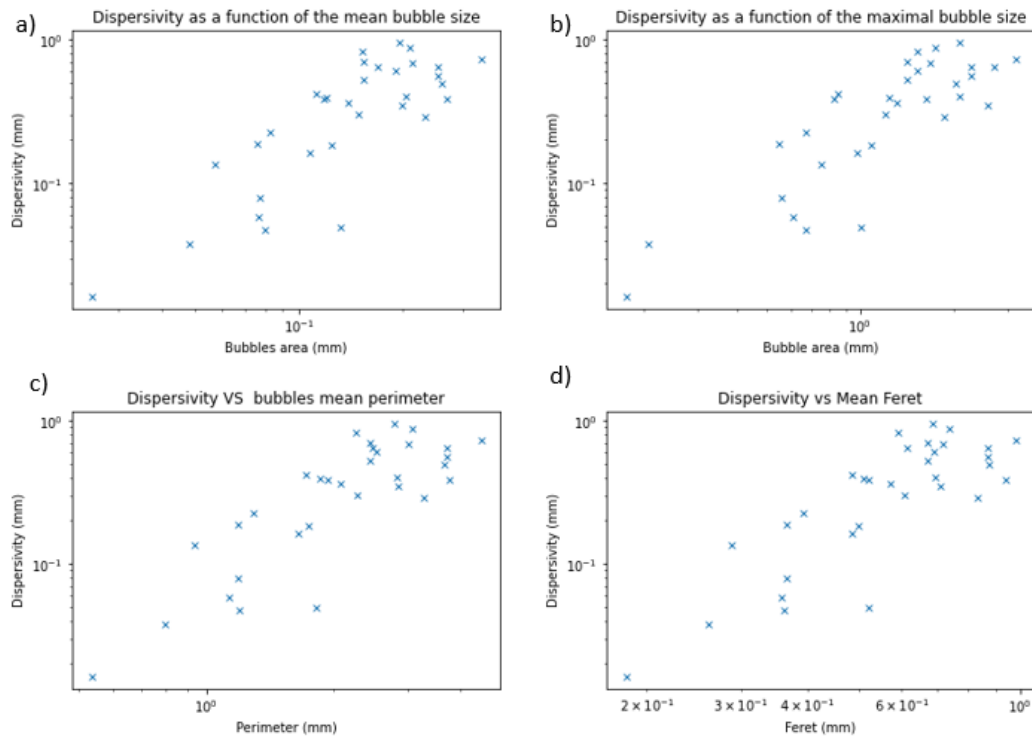 a) Dispersivity as a function of the mean bubble size
10⁰
10⁻¹
Dispersivity (mm)
10⁻¹
Bubbles area (mm)
b) Dispersivity as a function of the maximal bubble size
10⁰
10⁻¹
Dispersivity (mm)
10⁰
Bubble area (mm)
c) Dispersivity VS  bubbles mean perimeter
10⁰
10⁻¹
Dispersivity (mm)
10⁰
Perimeter (mm)
d) Dispersivity vs Mean Feret
10⁰
10⁻¹
Dispersivity (mm)
2 × 10⁻¹ 3 × 10⁻¹ 4 × 10⁻¹ 6 × 10⁻¹ 10⁰
Feret (mm)